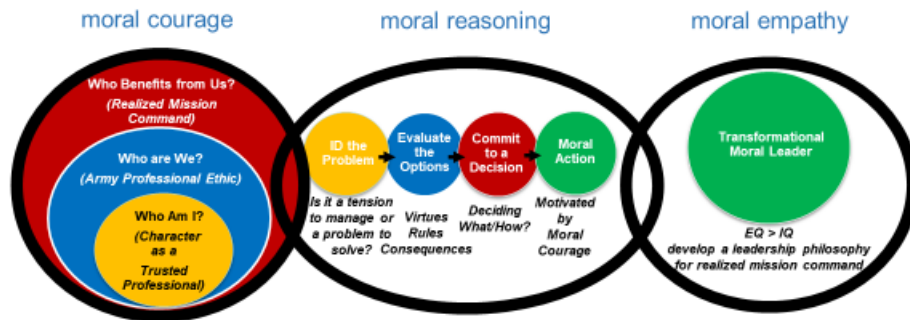 moral courage
moral reasoning
moral empathy
Who Benefits from Us?
(Realized Mission
Command)
Who are We?
(Army Professional Ethic)
Who Am I?
(Character
as a
Trusted
Professional)
ID the
Problem
Evaluate
the
Options
Commit
to a
Decision
Moral
Action
Is it a tension
to manage or
a problem to
solve?
Virtues
Rules
Consequences
Deciding
What/How?
Motivated
by
Moral
Courage
Transformational
Moral Leader
EQ > IQ
develop a leadership philosophy
for realized mission command